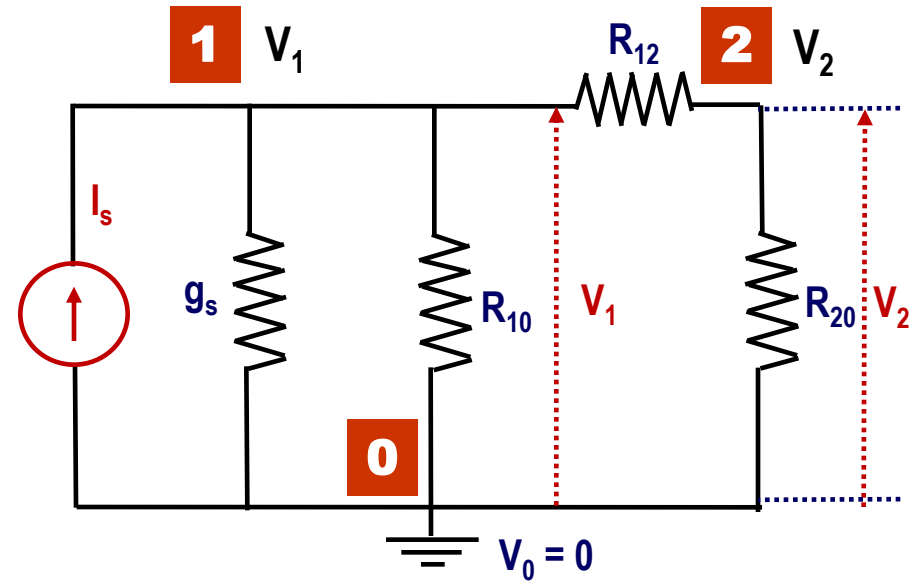 1 V₁
R₁₂
2 V₂
Iₛ
gₛ
R₁₀
V₁
R₂₀
V₂
0
V₀ = 0